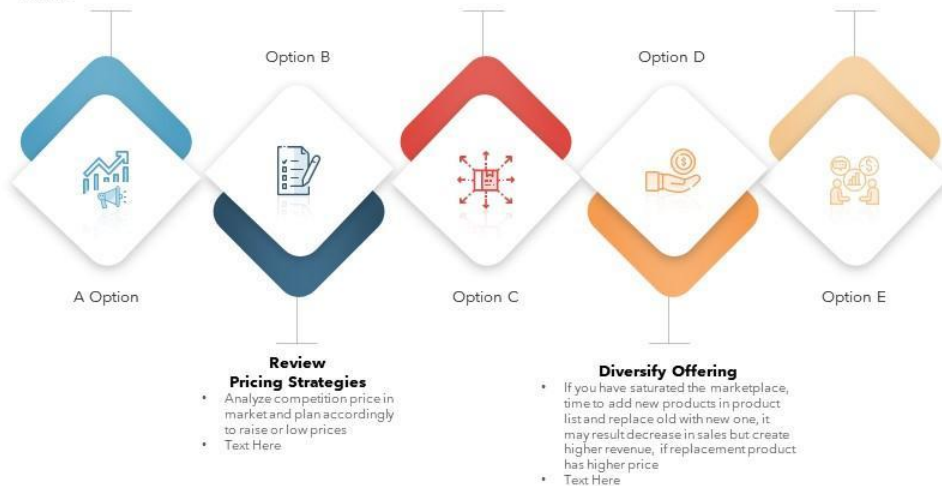 Option B
Option D
A Option
Option C
Option E
Review
Pricing Strategies
• Analyze competition price in
market and plan accordingly
to raise or low prices
• Text Here
Diversify Offering
• If you have saturated the marketplace,
time to add new products in product
list and replace old with new one, it
may result decrease in sales but create
higher revenue, if replacement product
has higher price
• Text Here